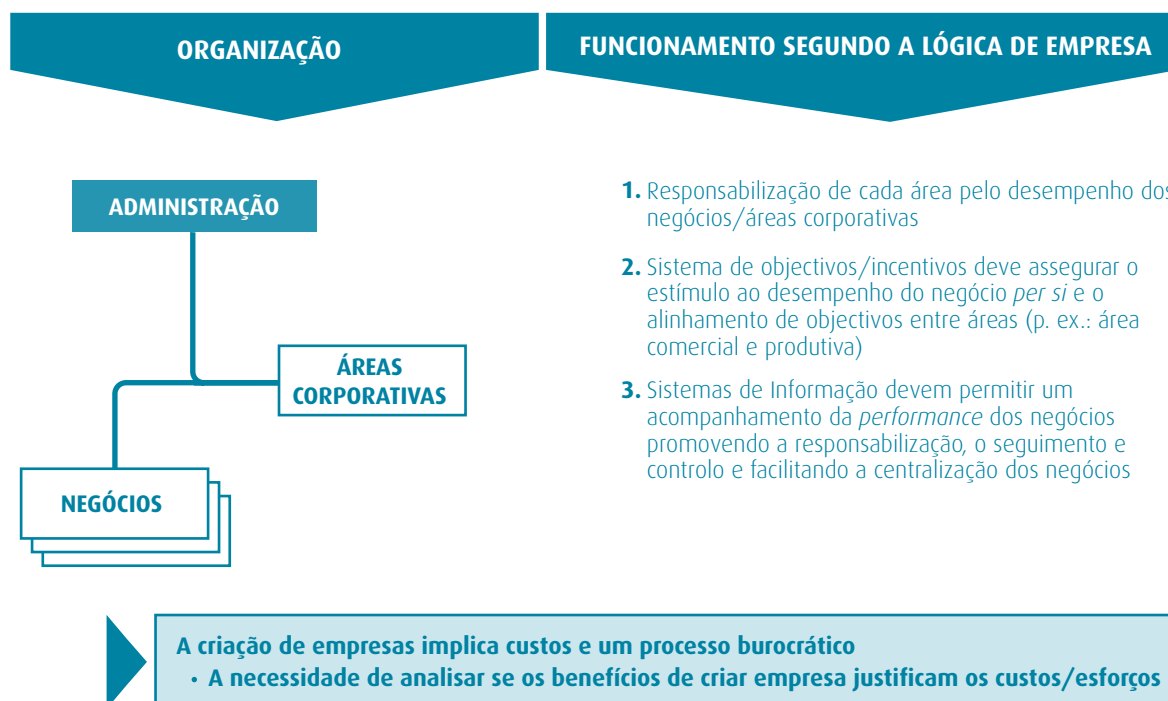 ORGANIZAÇÃO
FUNCIONAMENTO SEGUNDO A LÓGICA DE EMPRESA
ADMINISTRAÇÃO
ÁREAS
CORPORATIVAS
NEGÓCIOS
1. Responsabilização de cada área pelo desempenho dos
negócios/áreas corporativas
2. Sistema de objectivos/incentivos deve assegurar o
estímulo ao desempenho do negócio per si e o
alinhamento de objectivos entre áreas (p. ex.: área
comercial e produtiva)
3. Sistemas de Informação devem permitir um
acompanhamento da performance dos negócios
promovendo a responsabilização, o seguimento e
controlo e facilitando a centralização dos negócios
A criação de empresas implica custos e um processo burocrático
• A necessidade de analisar se os benefícios de criar empresa justificam os custos/esforços